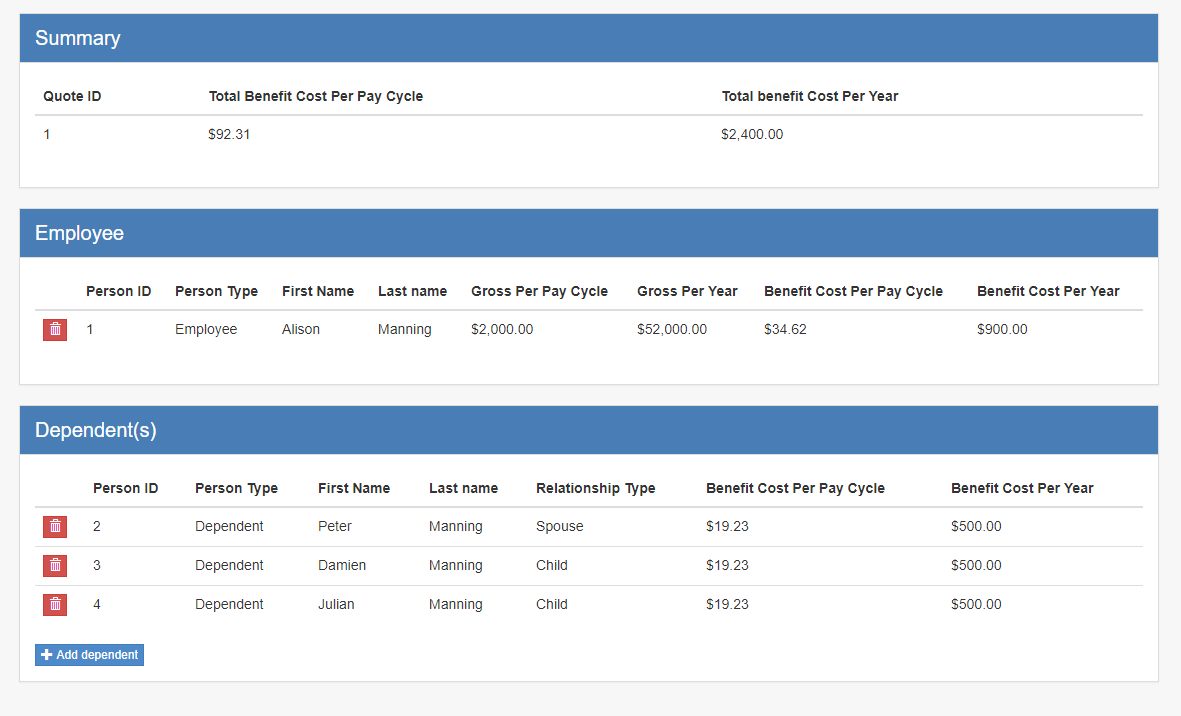 Summary
Quote ID Total Benefit Cost Per Pay Cycle Total benefit Cost Per Year
1 $92.31 $2,400.00
Employee
Person ID Person Type First Name Last name Gross Per Pay Cycle Gross Per Year Benefit Cost Per Pay Cycle Benefit Cost Per Year
1 Employee Alison Manning $2,000.00 $52,000.00 $34.62 $900.00
Dependent(s)
Person ID Person Type First Name Last name Relationship Type Benefit Cost Per Pay Cycle Benefit Cost Per Year
2 Dependent Peter Manning Spouse $19.23 $500.00
3 Dependent Damien Manning Child $19.23 $500.00
4 Dependent Julian Manning Child $19.23 $500.00
Add dependent